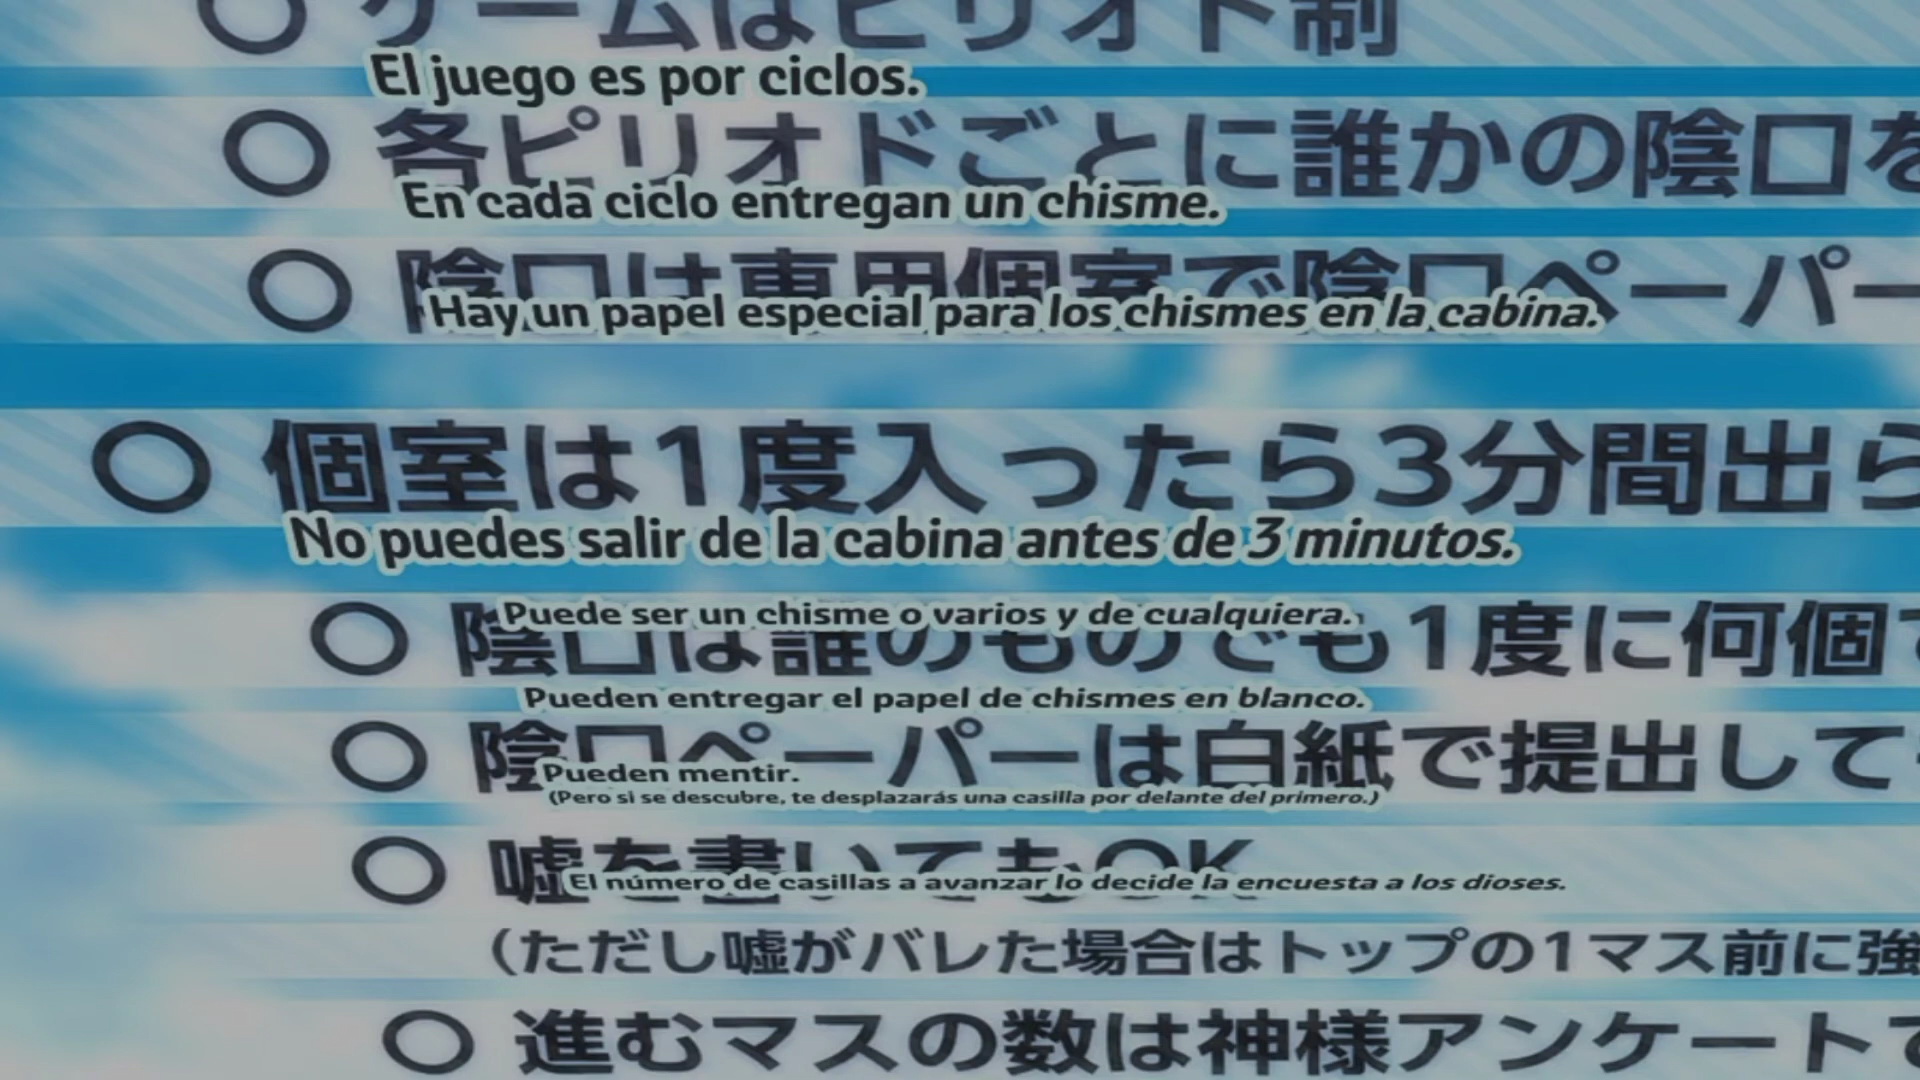 ○ ゲームはピリオド制
El juego es por ciclos.
○ 各ピリオドごとに誰かの陰口を
En cada ciclo entregan un chisme.
○ 陰口は専用個室で陰口ペーパー
Hay un papel especial para los chismes en la cabina.
○ 個室は1度入ったら3分間出ら
No puedes salir de la cabina antes de 3 minutos.
Puede ser un chisme o varios y de cualquiera.
○ 陰口は誰のものでも1度に何個
Pueden entregar el papel de chismes en blanco.
○ 陰口ペーパーは白紙で提出して
Pueden mentir.
(Pero si se descubre, te desplazarás una casilla por delante del primero.)
○ 嘘を書いてもOK
El número de casillas a avanzar lo decide la encuesta a los dioses.
（ただし嘘がバレた場合はトップの1マス前に強
○ 進むマスの数は神様アンケートで